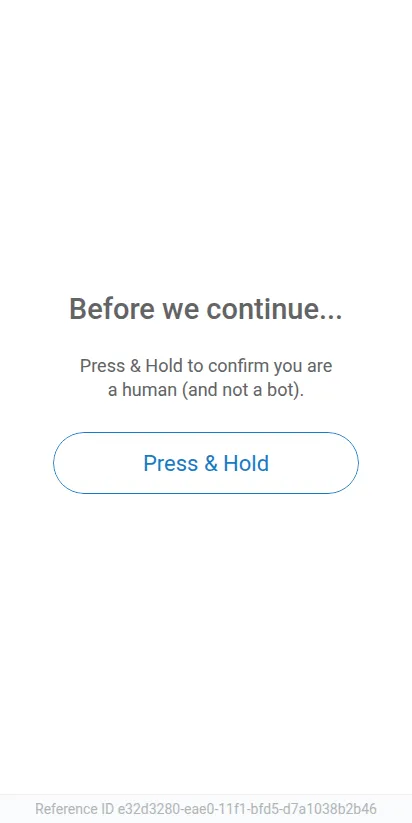 Before we continue...
Press & Hold to confirm you are
a human (and not a bot).
Press & Hold
Reference ID e32d3280-eae0-11f1-bfd5-d7a1038b2b46